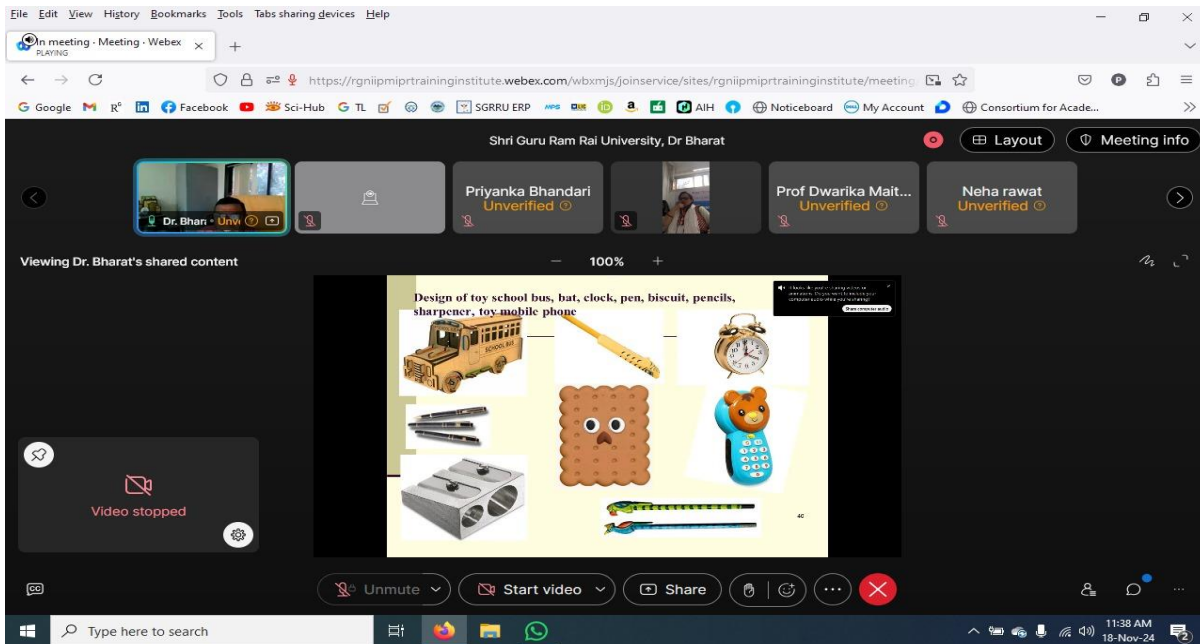 File Edit View History Bookmarks Tools Tabs sharing devices Help
In meeting · Meeting · Webex
PLAYING
https://rgniipmiprtraininginstitute.webex.com/wbxmjs/joinservice/sites/rgniipmiprtraininginstitute/meeting
Google Facebook Sci-Hub TL SGRRU ERP AIH Noticeboard My Account Consortium for Acade...
Shri Guru Ram Rai University, Dr Bharat
Layout
Meeting info
Dr. Bhar
Priyanka Bhandari
Unverified
Prof Dwarika Mait...
Unverified
Neha rawat
Unverified
Viewing Dr. Bharat's shared content
100%
Design of toy school bus, bat, clock, pen, biscuit, pencils,
sharpener, toy mobile phone
SCHOOL BUS
Share computer audio
40
Video stopped
Unmute
Start video
Share
Type here to search
11:38 AM
18-Nov-24